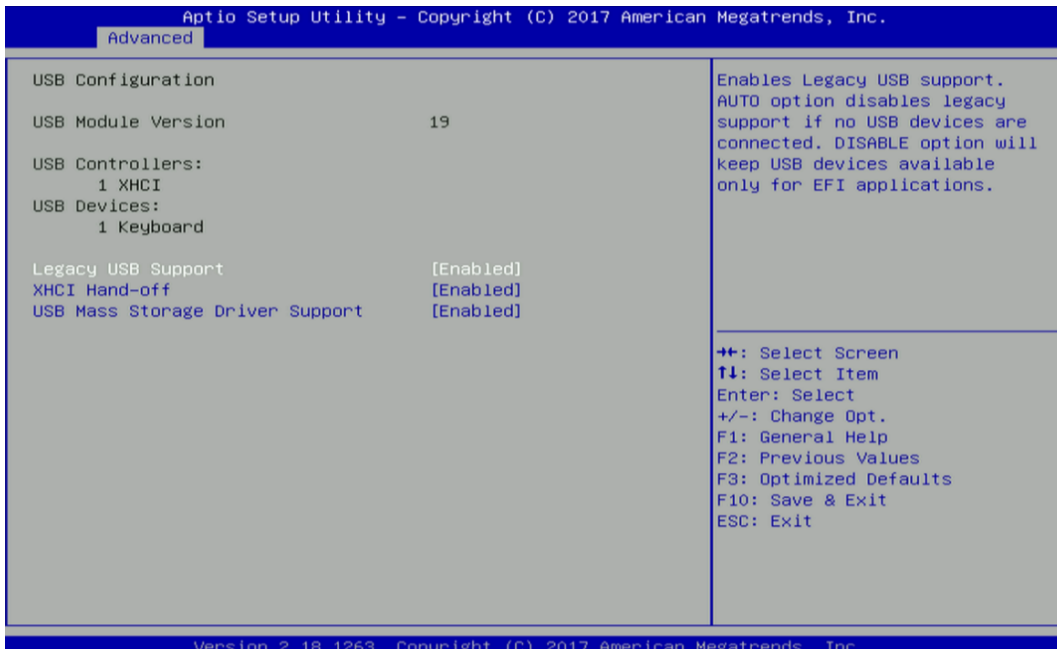 Aptio Setup Utility – Copyright (C) 2017 American Megatrends, Inc.
Advanced
USB Configuration
USB Module Version 19
USB Controllers:
1 XHCI
USB Devices:
1 Keyboard
Legacy USB Support [Enabled]
XHCI Hand-off [Enabled]
USB Mass Storage Driver Support [Enabled]
Enables Legacy USB support.
AUTO option disables legacy
support if no USB devices are
connected. DISABLE option will
keep USB devices available
only for EFI applications.
→←: Select Screen
↑↓: Select Item
Enter: Select
+/-: Change Opt.
F1: General Help
F2: Previous Values
F3: Optimized Defaults
F10: Save & Exit
ESC: Exit
Version 2.18.1263. Copyright (C) 2017 American Megatrends, Inc.